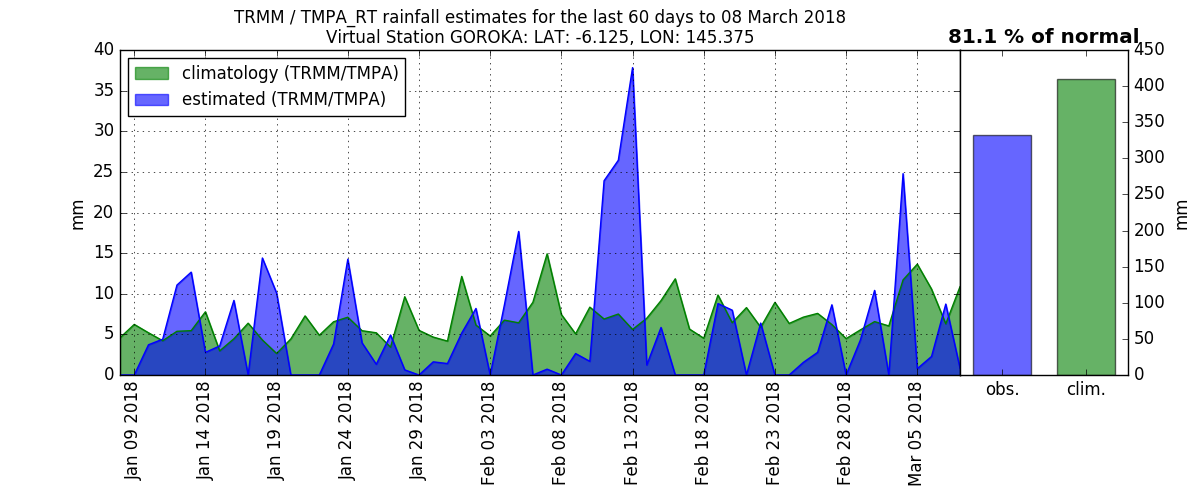 TRMM / TMPA_RT rainfall estimates for the last 60 days to 08 March 2018
Virtual Station GOROKA: LAT: -6.125, LON: 145.375
81.1 % of normal
climatology (TRMM/TMPA)
estimated (TRMM/TMPA)
mm
40
35
30
25
20
15
10
5
0
Jan 09 2018
Jan 14 2018
Jan 19 2018
Jan 24 2018
Jan 29 2018
Feb 03 2018
Feb 08 2018
Feb 13 2018
Feb 18 2018
Feb 23 2018
Feb 28 2018
Mar 05 2018
450
400
350
300
250
200
150
100
50
0
mm
obs.
clim.